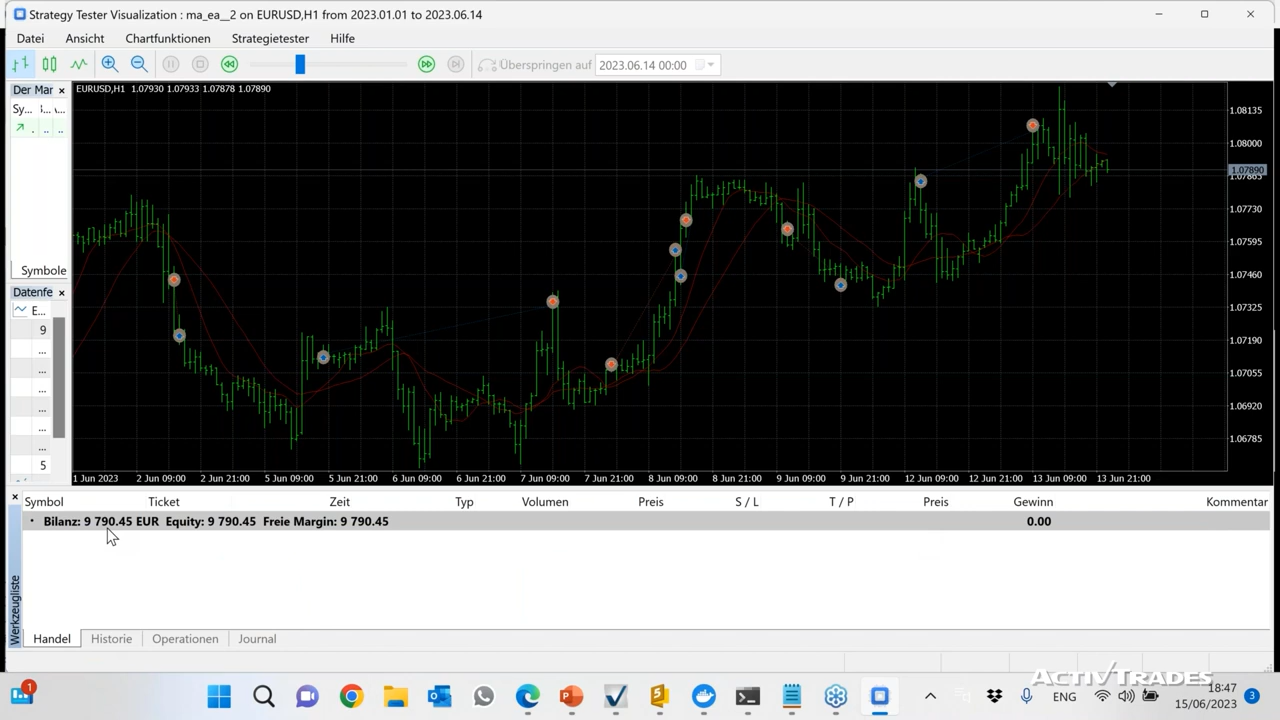 Strategy Tester Visualization : ma_ea__2 on EURUSD,H1 from 2023.01.01 to 2023.06.14
Datei Ansicht Chartfunktionen Strategietester Hilfe
Überspringen auf 2023.06.14 00:00
Der Mar
EURUSD,H1 1.07930 1.07933 1.07878 1.07890
Sy...
Symbole
Datenfe
E...
9
...
...
...
...
...
...
5
1.08135
1.08000
1.07890
1.07865
1.07730
1.07595
1.07460
1.07325
1.07190
1.07055
1.06920
1.06785
1 Jun 2023 2 Jun 09:00 2 Jun 21:00 5 Jun 09:00 5 Jun 21:00 6 Jun 09:00 6 Jun 21:00 7 Jun 09:00 7 Jun 21:00 8 Jun 09:00 8 Jun 21:00 9 Jun 09:00 9 Jun 21:00 12 Jun 09:00 12 Jun 21:00 13 Jun 09:00 13 Jun 21:00
Symbol Ticket Zeit Typ Volumen Preis S / L T / P Preis Gewinn Kommentar
Bilanz: 9 790.45 EUR Equity: 9 790.45 Freie Margin: 9 790.45 0.00
Werkzeugliste
Handel Historie Operationen Journal
ACTIVTRADES
1
ENG
18:47
15/06/2023
3